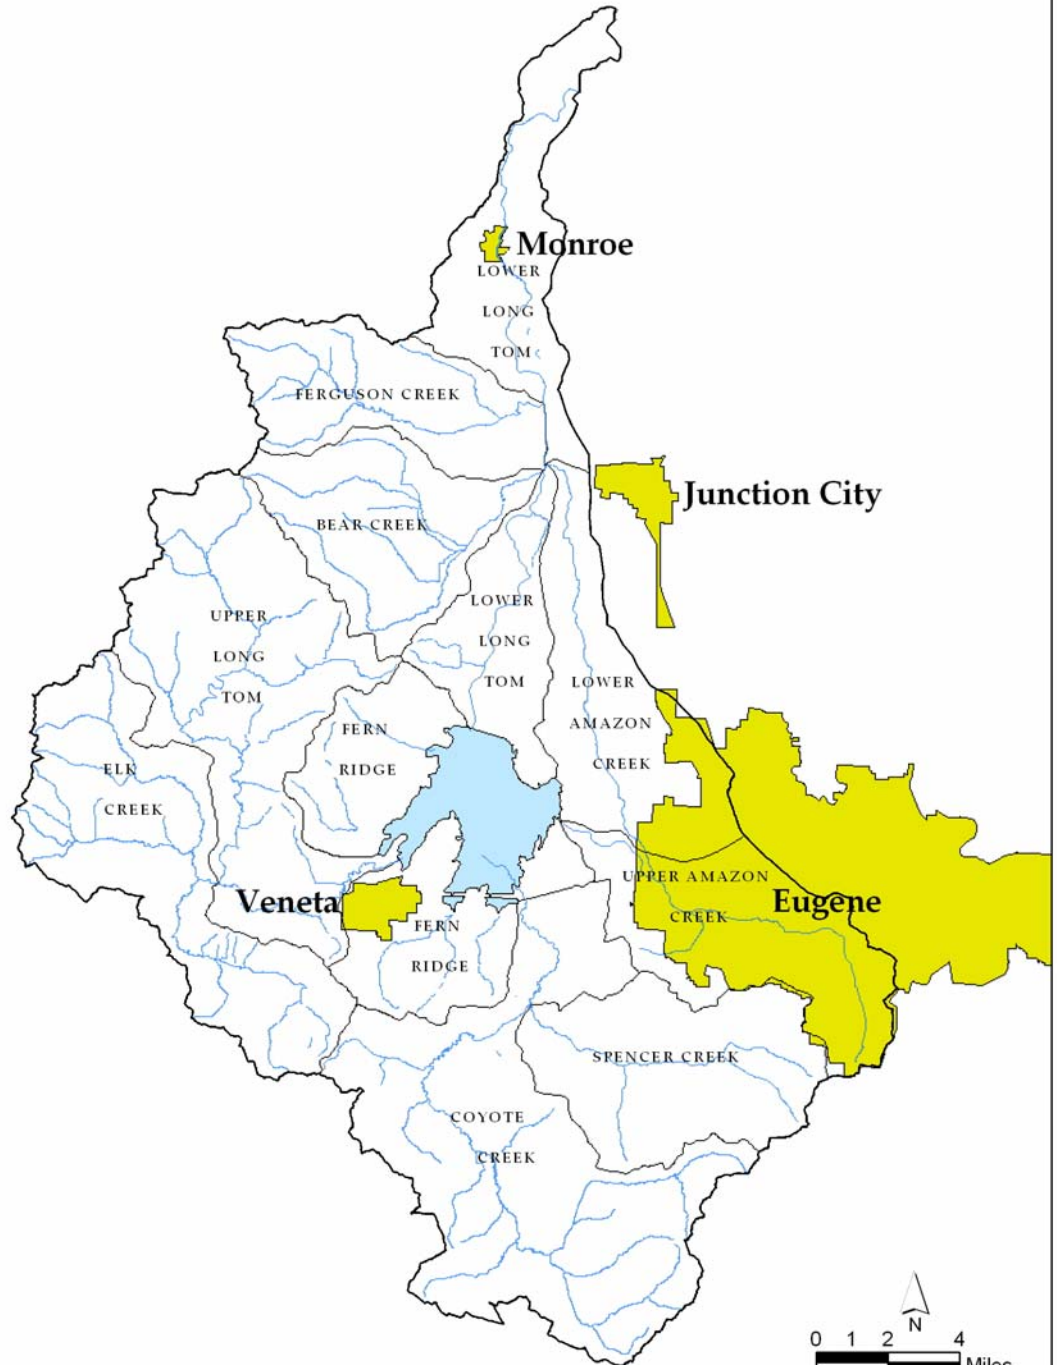 Monroe
LOWER
LONG
TOM
FERGUSON CREEK
Junction City
BEAR CREEK
LOWER
LONG
TOM
UPPER
LONG
TOM
LOWER
AMAZON
CREEK
FERN
RIDGE
ELK
CREEK
UPPER AMAZON
CREEK
Eugene
Veneta
FERN
RIDGE
SPENCER CREEK
COYOTE
CREEK
N
0 1 2 4
Miles